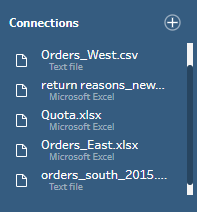 Connections
Orders_West.csv
Text file
return reasons_new...
Microsoft Excel
Quota.xlsx
Microsoft Excel
Orders_East.xlsx
Microsoft Excel
orders_south_2015....
Text file